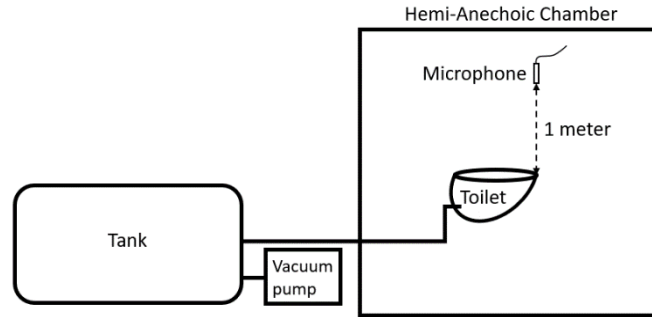 Hemi-Anechoic Chamber
Microphone
1 meter
Toilet
Tank
Vacuum
pump